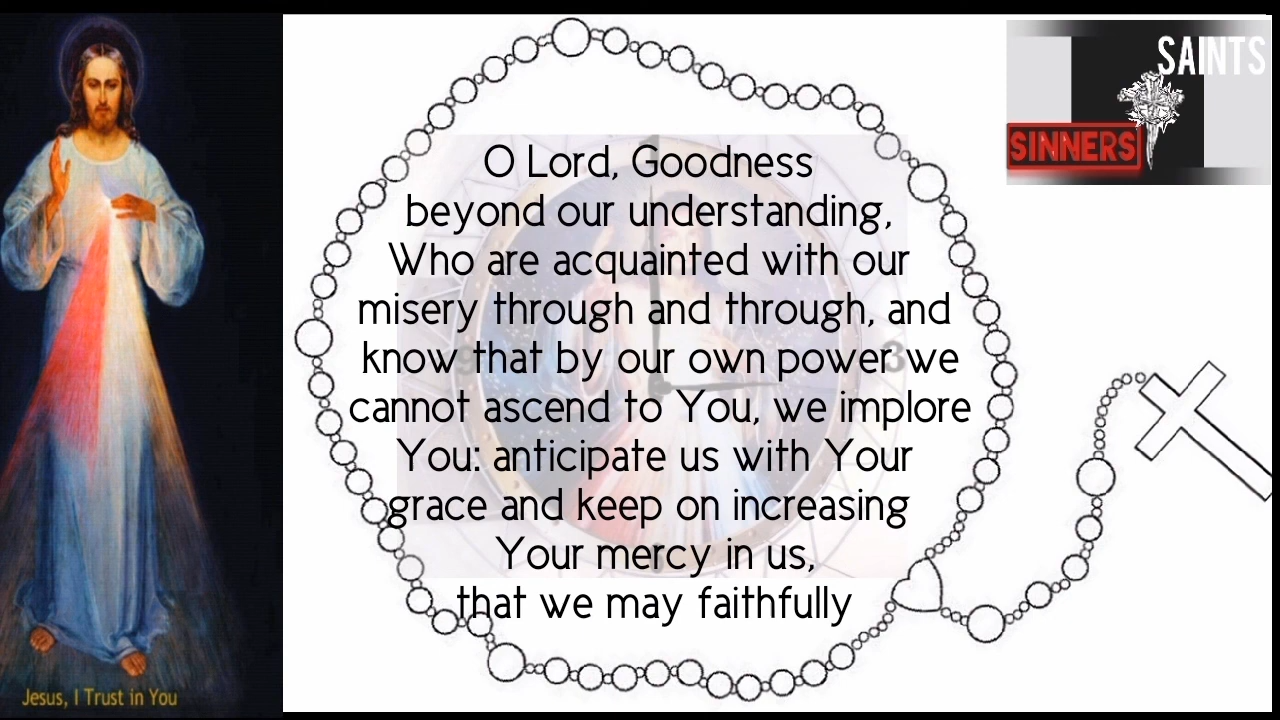 SAINTS
SINNERS
O Lord, Goodness
beyond our understanding,
Who are acquainted with our
misery through and through, and
know that by our own power we
cannot ascend to You, we implore
You: anticipate us with Your
grace and keep on increasing
Your mercy in us,
that we may faithfully
3
Jesus, I Trust in You